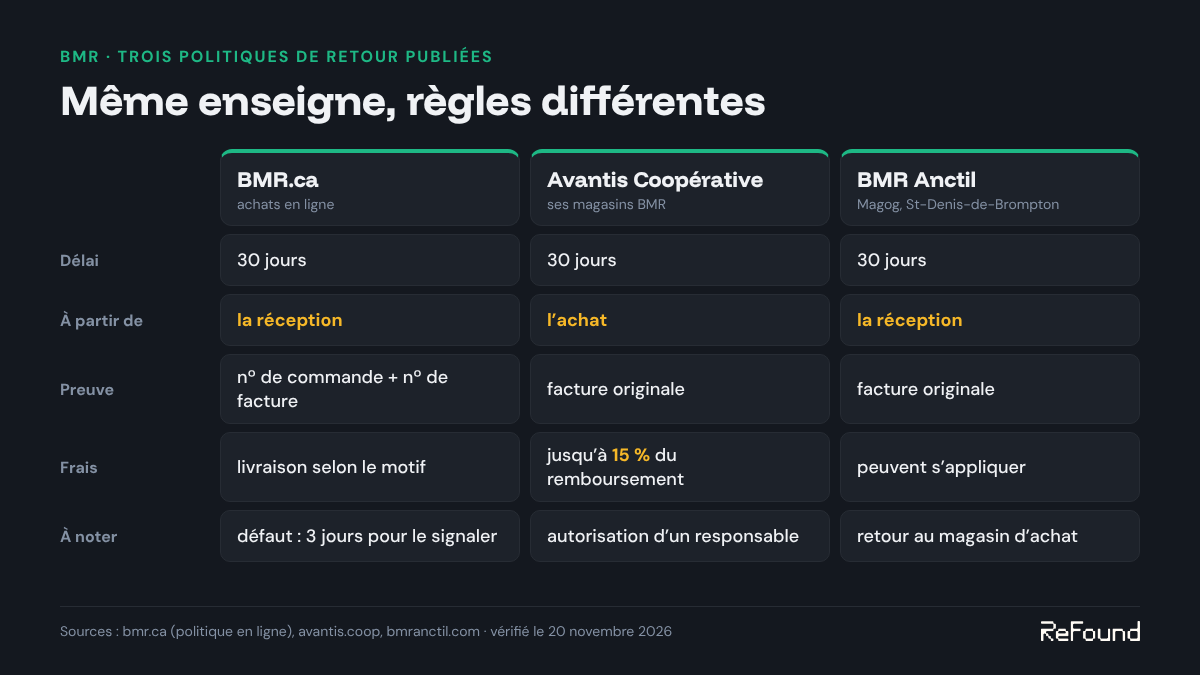 BMR · TROIS POLITIQUES DE RETOUR PUBLIÉES
Même enseigne, règles différentes
BMR.ca
achats en ligne
Avantis Coopérative
ses magasins BMR
BMR Anctil
Magog, St-Denis-de-Brompton
Délai
30 jours
30 jours
30 jours
À partir de
la réception
l’achat
la réception
Preuve
nº de commande + nº de
facture
facture originale
facture originale
Frais
livraison selon le motif
jusqu’à 15 % du
remboursement
peuvent s’appliquer
À noter
défaut : 3 jours pour le signaler
autorisation d’un responsable
retour au magasin d’achat
Sources : bmr.ca (politique en ligne), avantis.coop, bmranctil.com · vérifié le 20 novembre 2026
ReFound